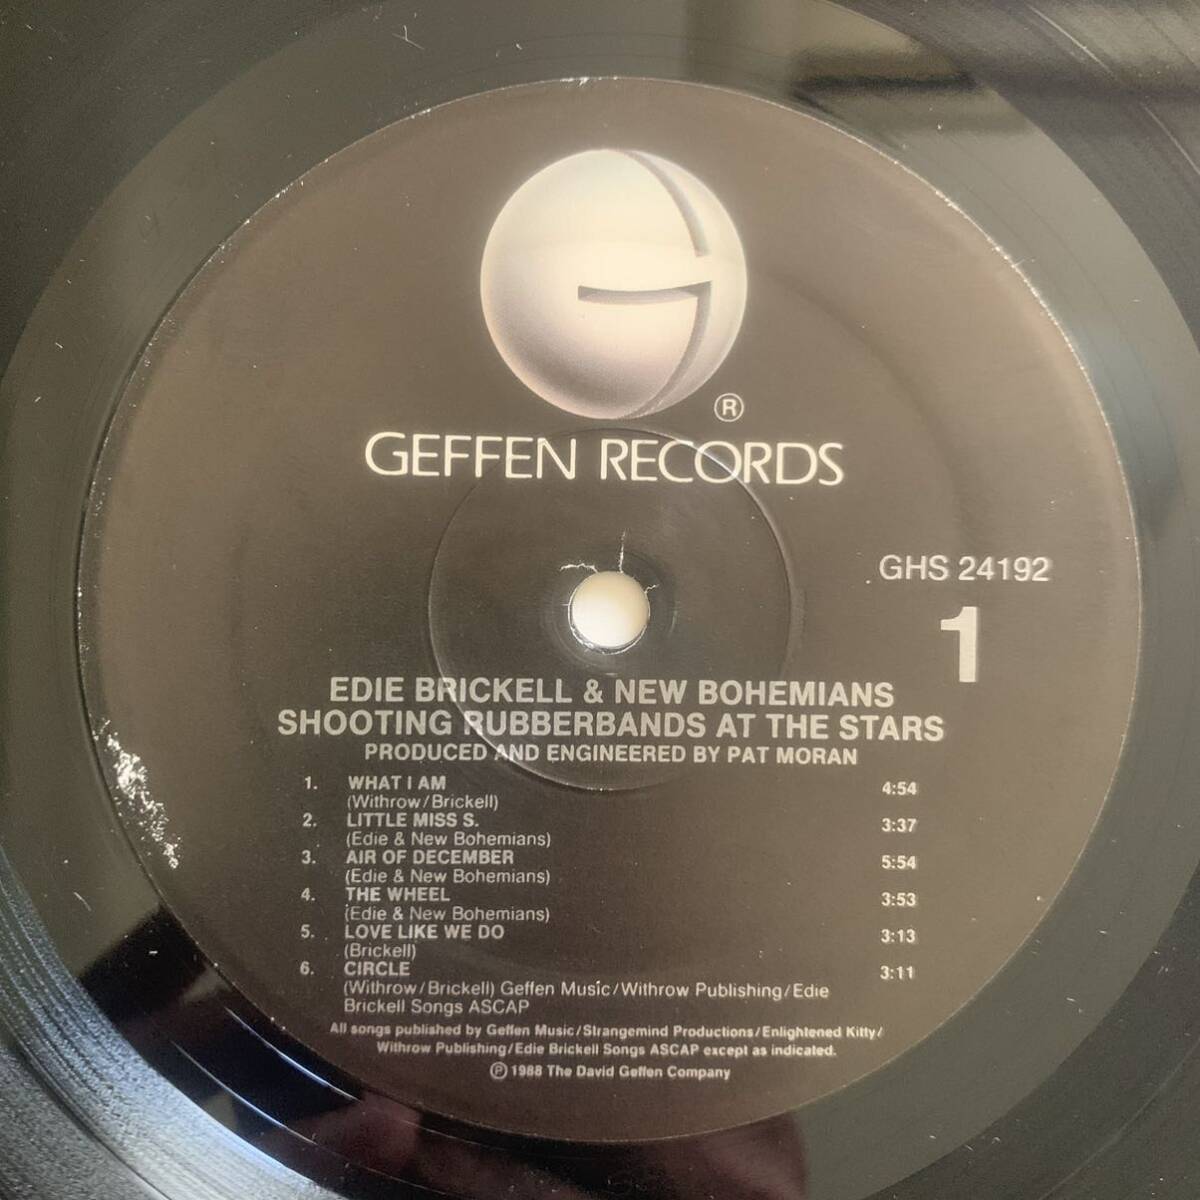 ®
GEFFEN RECORDS
GHS 24192
1
EDIE BRICKELL & NEW BOHEMIANS
SHOOTING RUBBERBANDS AT THE STARS
PRODUCED AND ENGINEERED BY PAT MORAN
1. WHAT I AM 4:54
(Withrow/Brickell)
2. LITTLE MISS S. 3:37
(Edie & New Bohemians)
3. AIR OF DECEMBER 5:54
(Edie & New Bohemians)
4. THE WHEEL 3:53
(Edie & New Bohemians)
5. LOVE LIKE WE DO 3:13
(Brickell)
6. CIRCLE 3:11
(Withrow/Brickell) Geffen Music/Withrow Publishing/Edie
Brickell Songs ASCAP
All songs published by Geffen Music/Strangemind Productions/Enlightened Kitty/
Withrow Publishing/Edie Brickell Songs ASCAP except as indicated.
℗ 1988 The David Geffen Company